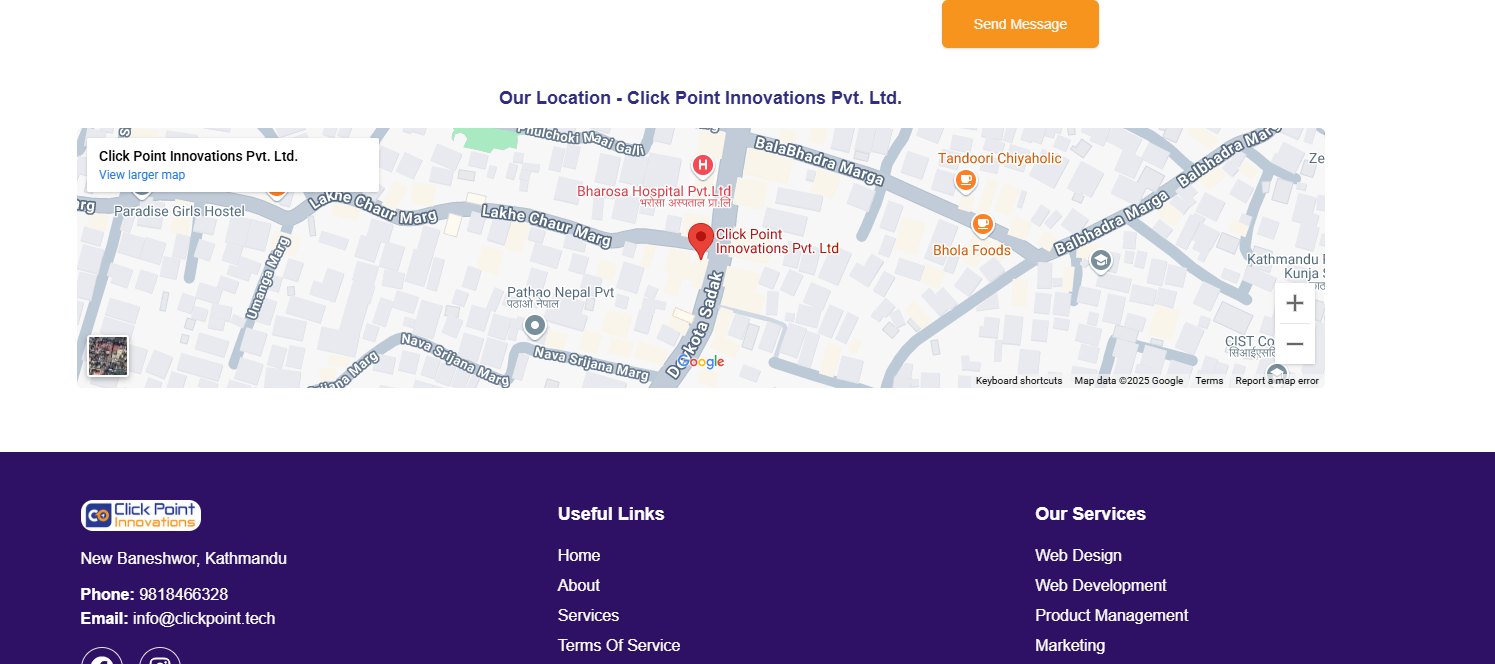 Send Message
Our Location - Click Point Innovations Pvt. Ltd.
Click Point Innovations Pvt. Ltd.
View larger map
Phulchoki Maai Galli
BalaBhadra Marga
Balbhadra Marg
Tandoori Chiyaholic
Ze
Bharosa Hospital Pvt.Ltd
भरोसा अस्पताल प्रा.लि
Paradise Girls Hostel
Lakhe Chaur Marg
Lakhe Chaur Marg
Click Point
Innovations Pvt. Ltd
Bhola Foods
Balbhadra Marga
Umanga Marg
Kathmandu
Kunja
Pathao Nepal Pvt
पठाओ नेपाल
Devkota Sadak
Nava Srijana Marg
Nava Srijana Marg
CIST Co
Google
Keyboard shortcuts
Map data ©2025 Google
Terms
Report a map error
Click Point
Innovations
New Baneshwor, Kathmandu
Phone: 9818466328
Email: info@clickpoint.tech
Useful Links
Home
About
Services
Terms Of Service
Our Services
Web Design
Web Development
Product Management
Marketing